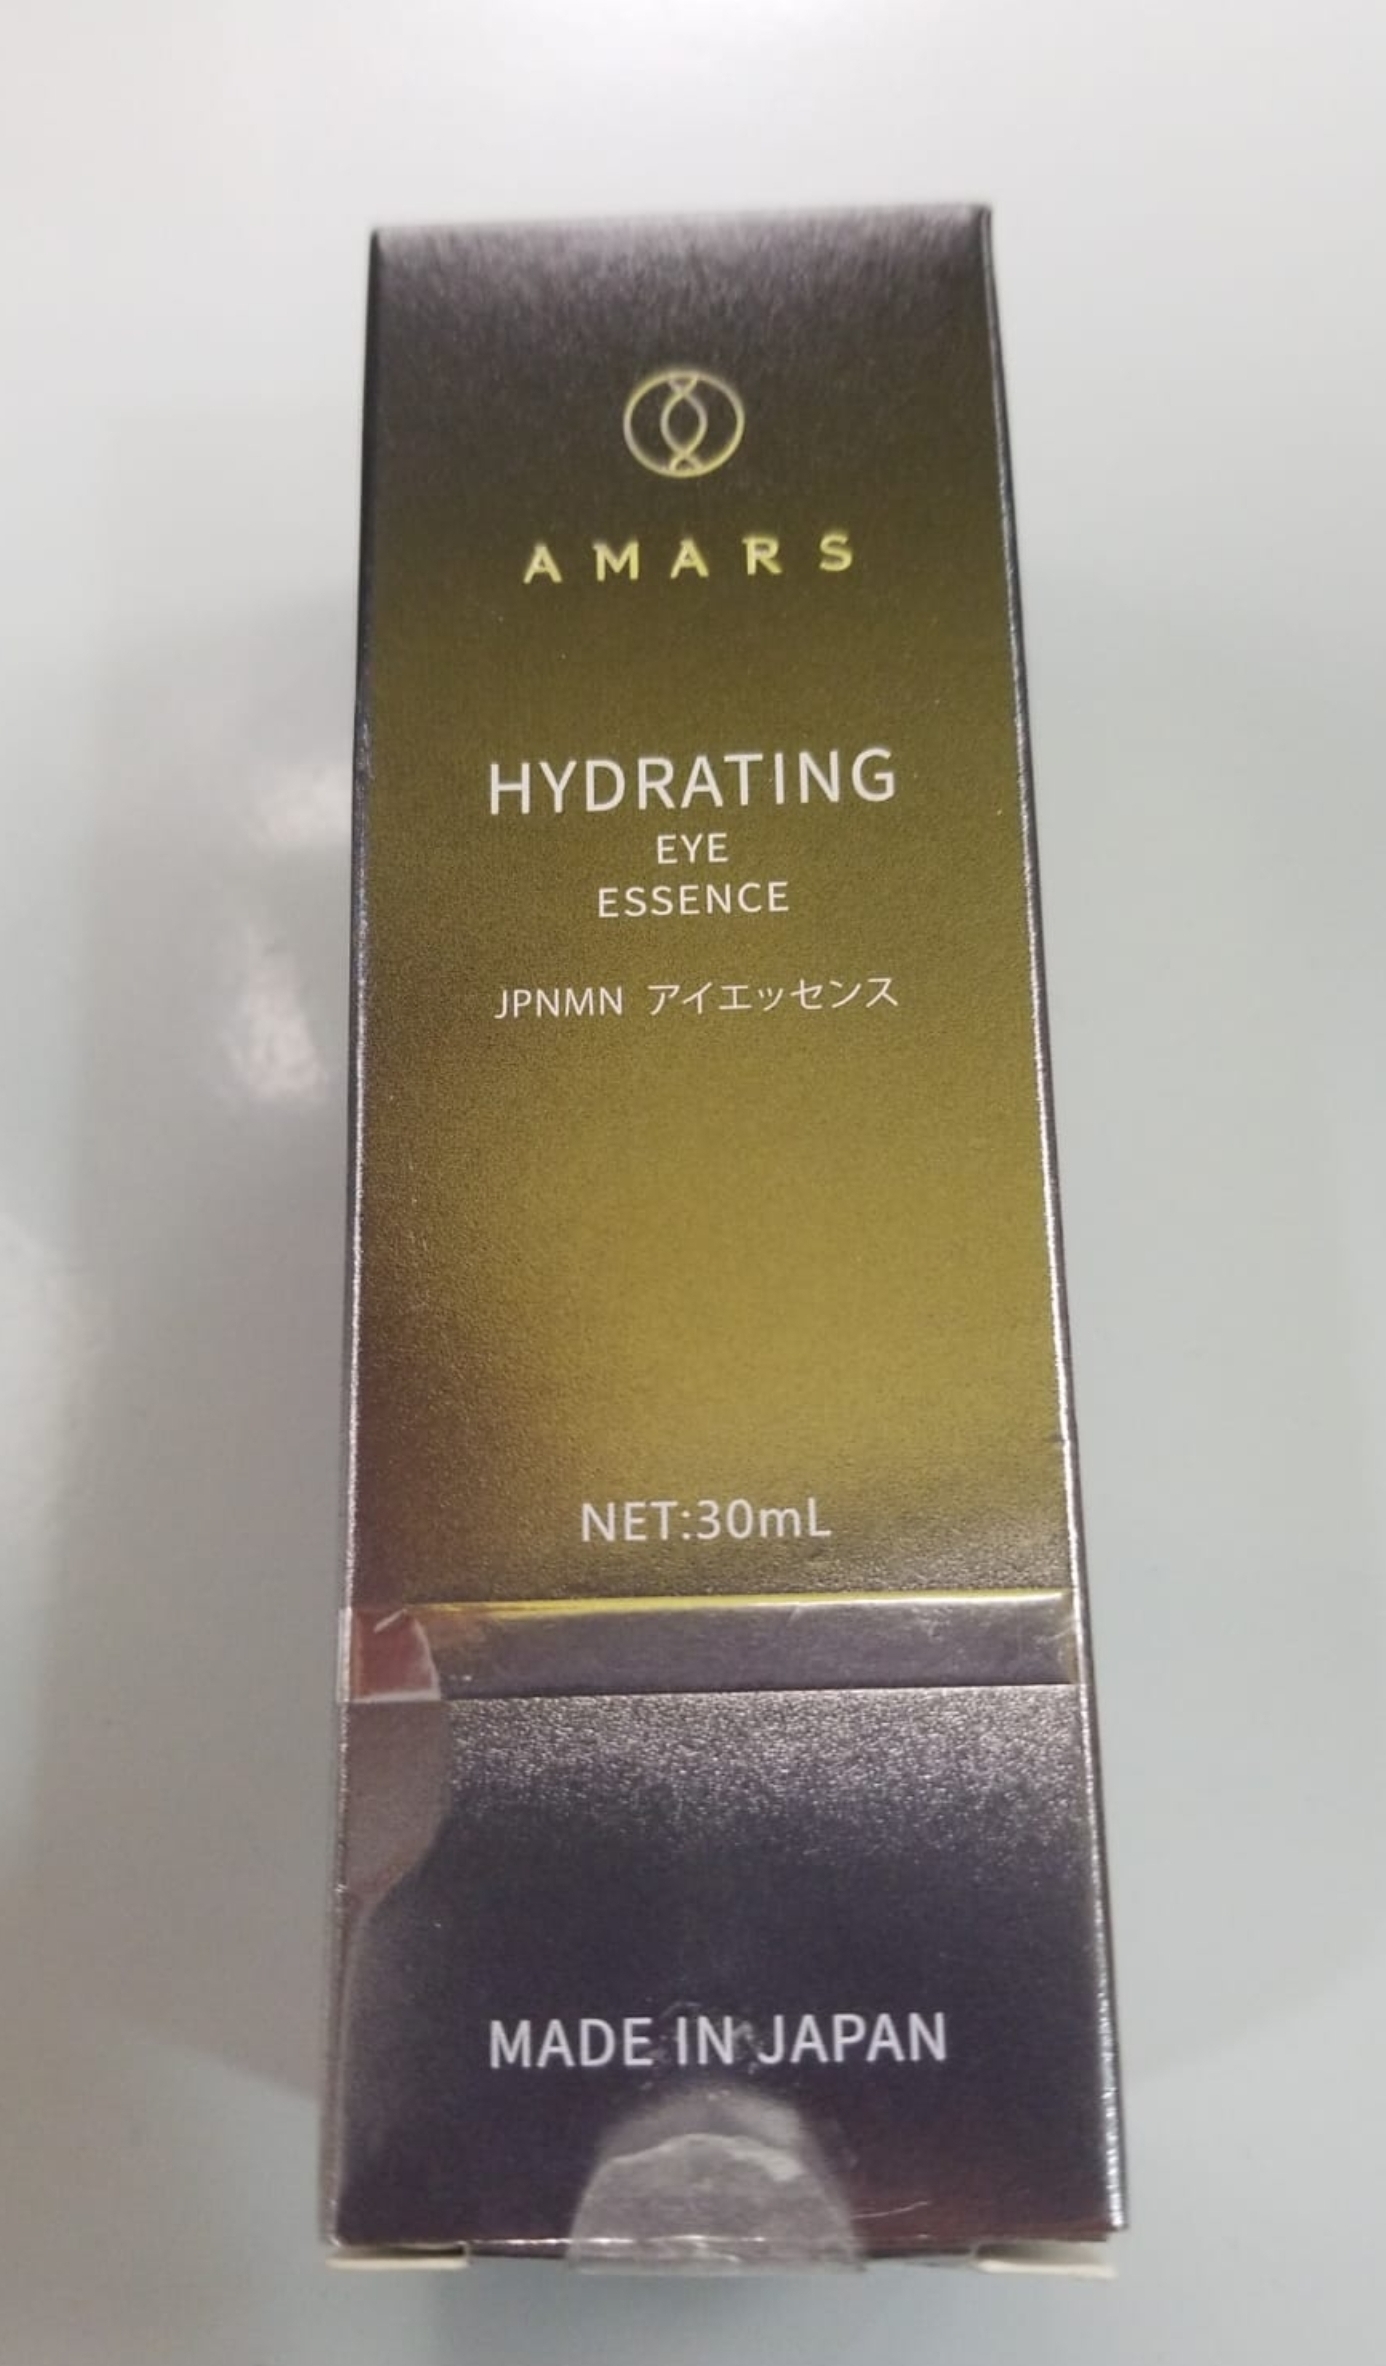 AMARS
HYDRATING
EYE
ESSENCE
JPNMN アイエッセンス
NET:30mL
MADE IN JAPAN